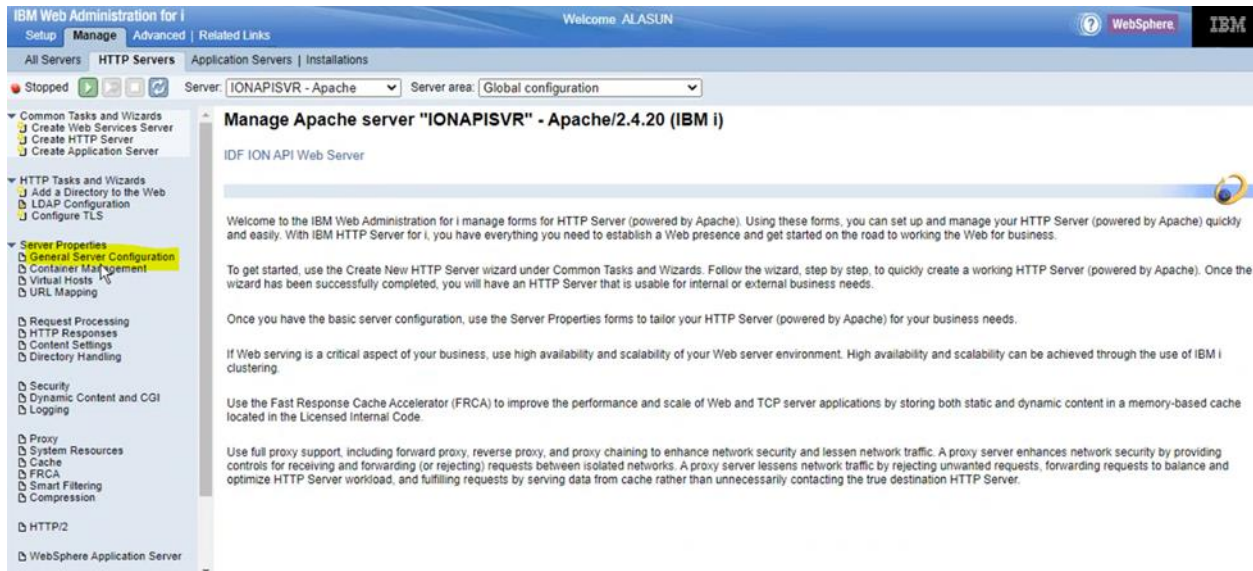 IBM Web Administration for i
Welcome ALASUN
? WebSphere. IBM
Setup Manage Advanced | Related Links
All Servers HTTP Servers Application Servers | Installations
Stopped Server: IONAPISVR - Apache Server area: Global configuration
Common Tasks and Wizards
Create Web Services Server
Create HTTP Server
Create Application Server
HTTP Tasks and Wizards
Add a Directory to the Web
LDAP Configuration
Configure TLS
Server Properties
General Server Configuration
Container Management
Virtual Hosts
URL Mapping
Request Processing
HTTP Responses
Content Settings
Directory Handling
Security
Dynamic Content and CGI
Logging
Proxy
System Resources
Cache
FRCA
Smart Filtering
Compression
HTTP/2
WebSphere Application Server
Manage Apache server "IONAPISVR" - Apache/2.4.20 (IBM i)
IDF ION API Web Server
Welcome to the IBM Web Administration for i manage forms for HTTP Server (powered by Apache). Using these forms, you can set up and manage your HTTP Server (powered by Apache) quickly
and easily. With IBM HTTP Server for i, you have everything you need to establish a Web presence and get started on the road to working the Web for business.
To get started, use the Create New HTTP Server wizard under Common Tasks and Wizards. Follow the wizard, step by step, to quickly create a working HTTP Server (powered by Apache). Once the
wizard has been successfully completed, you will have an HTTP Server that is usable for internal or external business needs.
Once you have the basic server configuration, use the Server Properties forms to tailor your HTTP Server (powered by Apache) for your business needs.
If Web serving is a critical aspect of your business, use high availability and scalability of your Web server environment. High availability and scalability can be achieved through the use of IBM i
clustering.
Use the Fast Response Cache Accelerator (FRCA) to improve the performance and scale of Web and TCP server applications by storing both static and dynamic content in a memory-based cache
located in the Licensed Internal Code.
Use full proxy support, including forward proxy, reverse proxy, and proxy chaining to enhance network security and lessen network traffic. A proxy server enhances network security by providing
controls for receiving and forwarding (or rejecting) requests between isolated networks. A proxy server lessens network traffic by rejecting unwanted requests, forwarding requests to balance and
optimize HTTP Server workload, and fulfilling requests by serving data from cache rather than unnecessarily contacting the true destination HTTP Server.